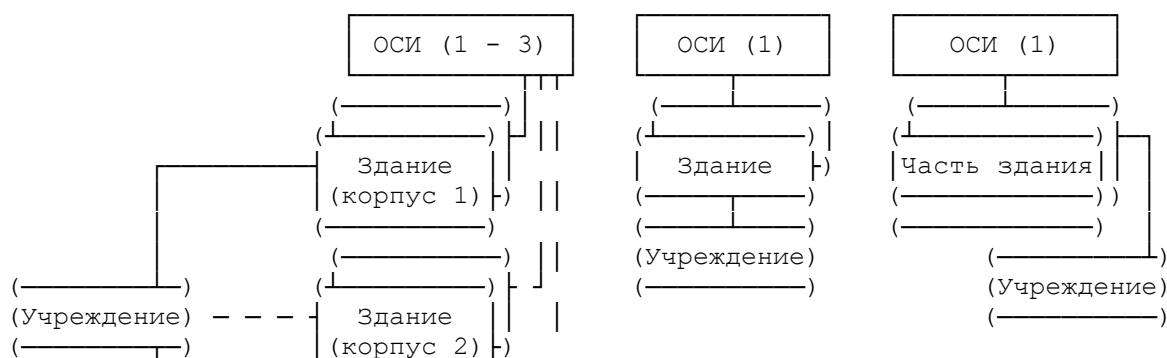 ОСИ (1 - 3) ОСИ (1) ОСИ (1)
Здание Здание Часть здания
(корпус 1)
(Учреждение) (Учреждение)
(Учреждение) Здание
(корпус 2)